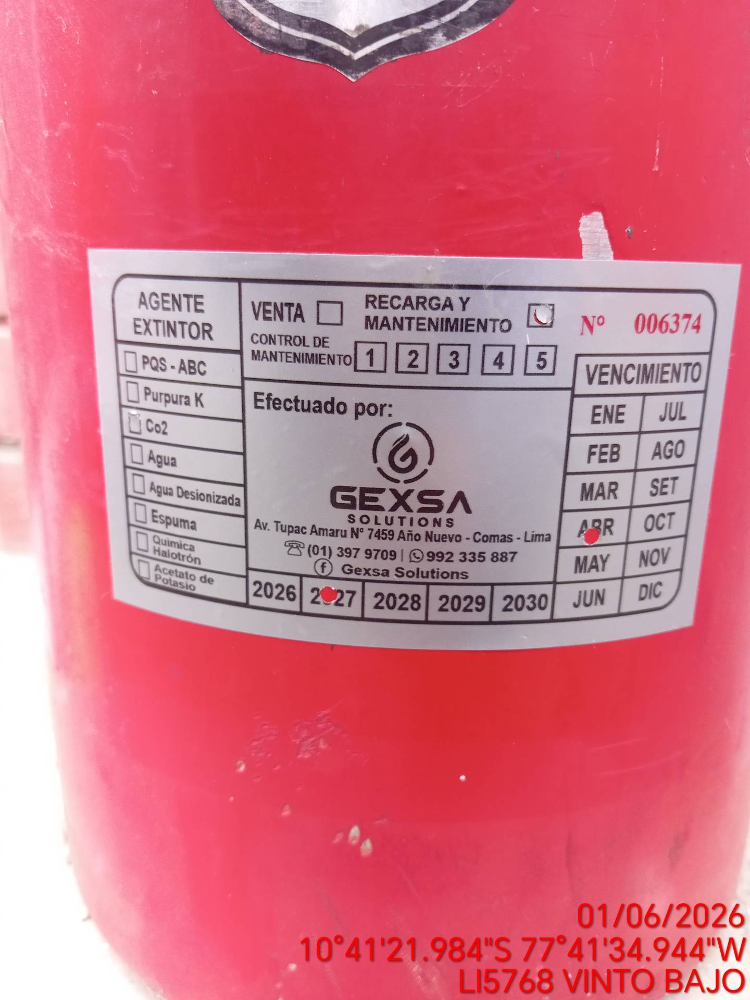 AGENTE
EXTINTOR
PQS - ABC
Purpura K
Co2
Agua
Agua Desionizada
Espuma
Quimica
Halotrón
Acetato de
Potasio
VENTA
RECARGA Y
MANTENIMIENTO
CONTROL DE
MANTENIMIENTO 1 2 3 4 5
Nº 006374
Efectuado por:
GEXSA
SOLUTIONS
Av. Tupac Amaru Nº 7459 Año Nuevo - Comas - Lima
(01) 397 9709 | 992 335 887
Gexsa Solutions
2026 2027 2028 2029 2030
VENCIMIENTO
ENE JUL
FEB AGO
MAR SET
ABR OCT
MAY NOV
JUN DIC
01/06/2026
10°41'21.984"S 77°41'34.944"W
LI5768 VINTO BAJO